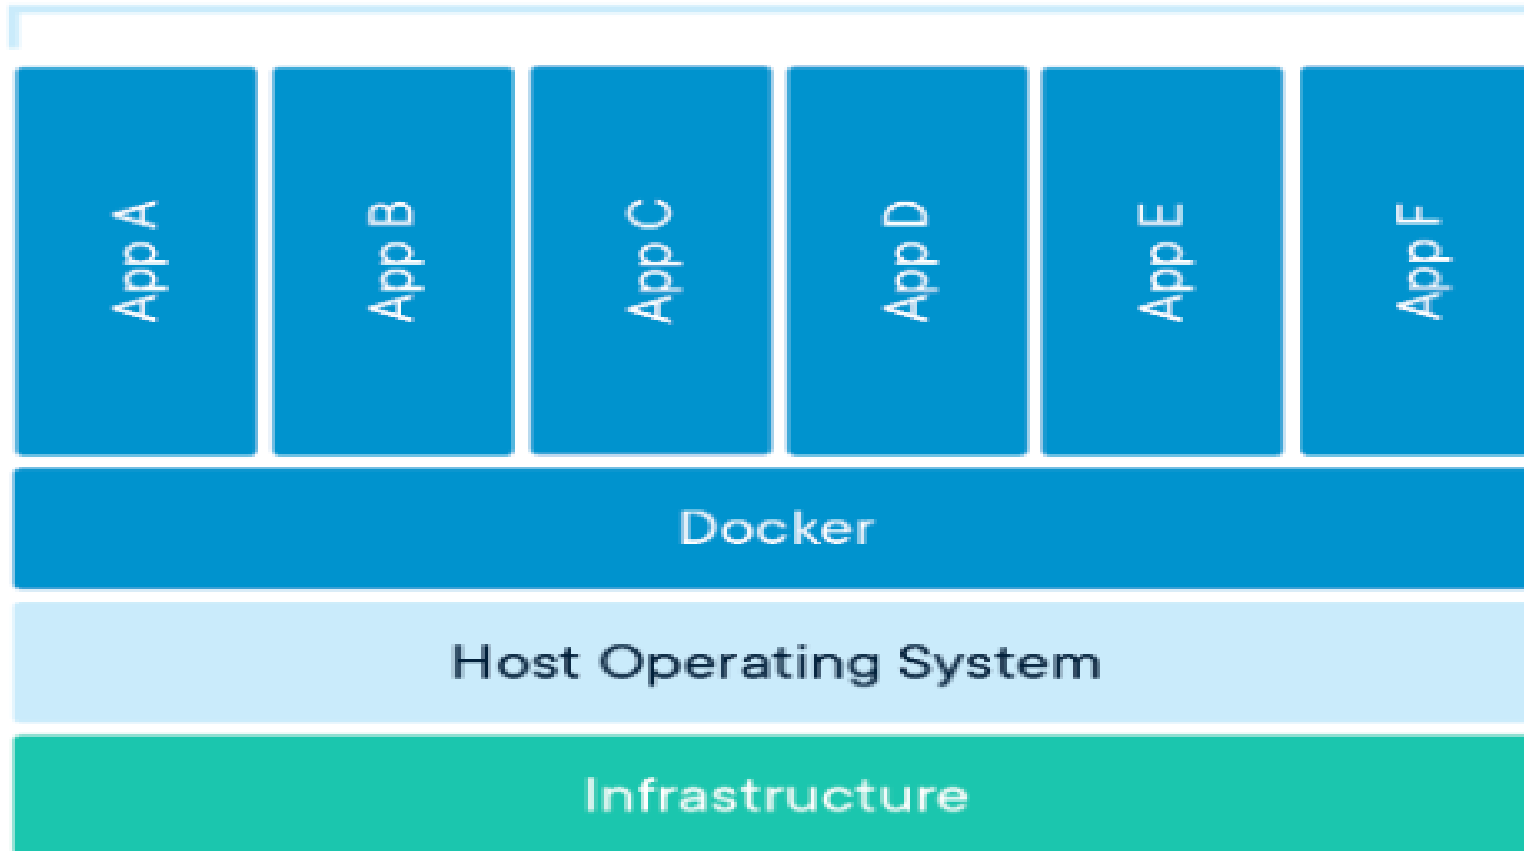 App A
App B
App C
App D
App E
App F
Docker
Host Operating System
Infrastructure